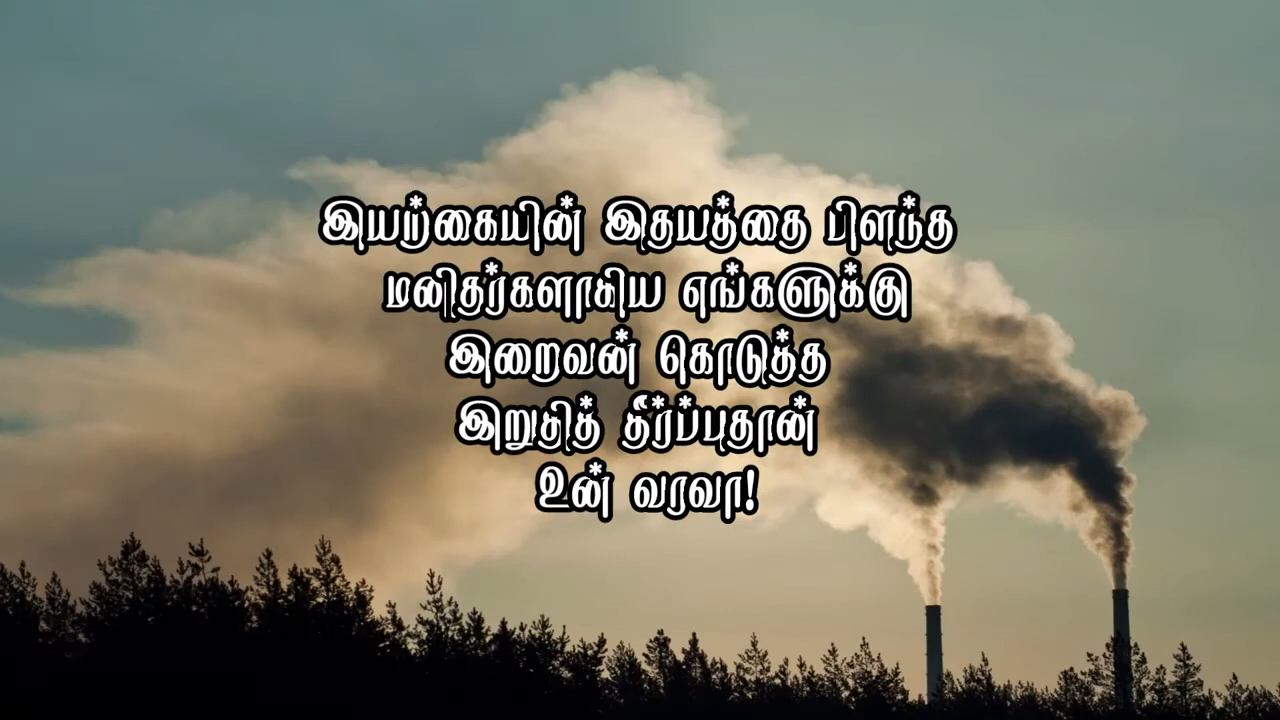 இயற்கையின் இதயத்தை பிளந்த
மனிதர்களாகிய எங்களுக்கு
இறைவன் கொடுத்த
இறுதித் தீர்ப்புதான்
உன் வரவா!